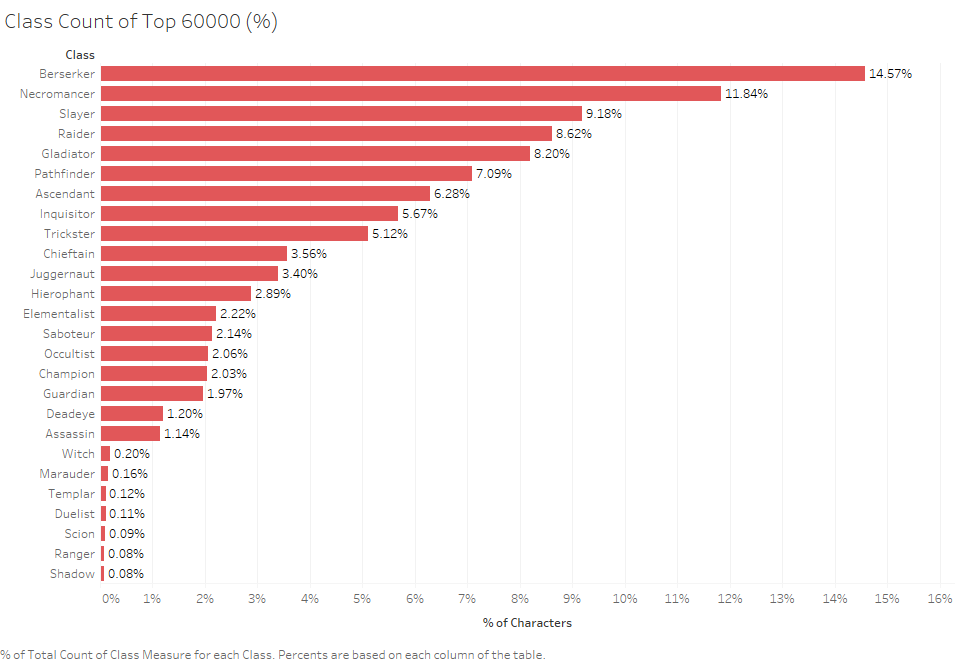 Class Count of Top 60000 (%)
Class
Berserker 14.57%
Necromancer 11.84%
Slayer 9.18%
Raider 8.62%
Gladiator 8.20%
Pathfinder 7.09%
Ascendant 6.28%
Inquisitor 5.67%
Trickster 5.12%
Chieftain 3.56%
Juggernaut 3.40%
Hierophant 2.89%
Elementalist 2.22%
Saboteur 2.14%
Occultist 2.06%
Champion 2.03%
Guardian 1.97%
Deadeye 1.20%
Assassin 1.14%
Witch 0.20%
Marauder 0.16%
Templar 0.12%
Duelist 0.11%
Scion 0.09%
Ranger 0.08%
Shadow 0.08%
0% 1% 2% 3% 4% 5% 6% 7% 8% 9% 10% 11% 12% 13% 14% 15% 16%
% of Characters
% of Total Count of Class Measure for each Class. Percents are based on each column of the table.